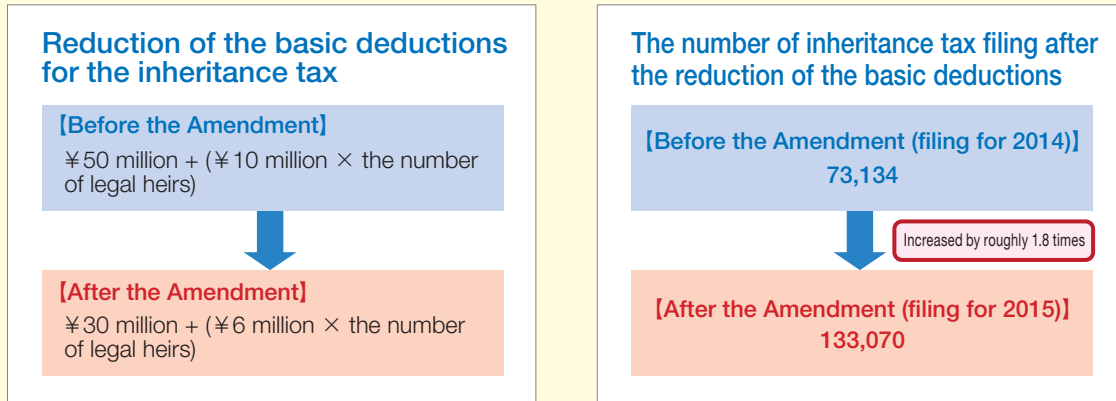 Reduction of the basic deductions
for the inheritance tax
【Before the Amendment】
￥50 million + (￥10 million × the number
of legal heirs)
【After the Amendment】
￥30 million + (￥6 million × the number
of legal heirs)
The number of inheritance tax filing after
the reduction of the basic deductions
【Before the Amendment (filing for 2014)】
73,134
Increased by roughly 1.8 times
【After the Amendment (filing for 2015)】
133,070